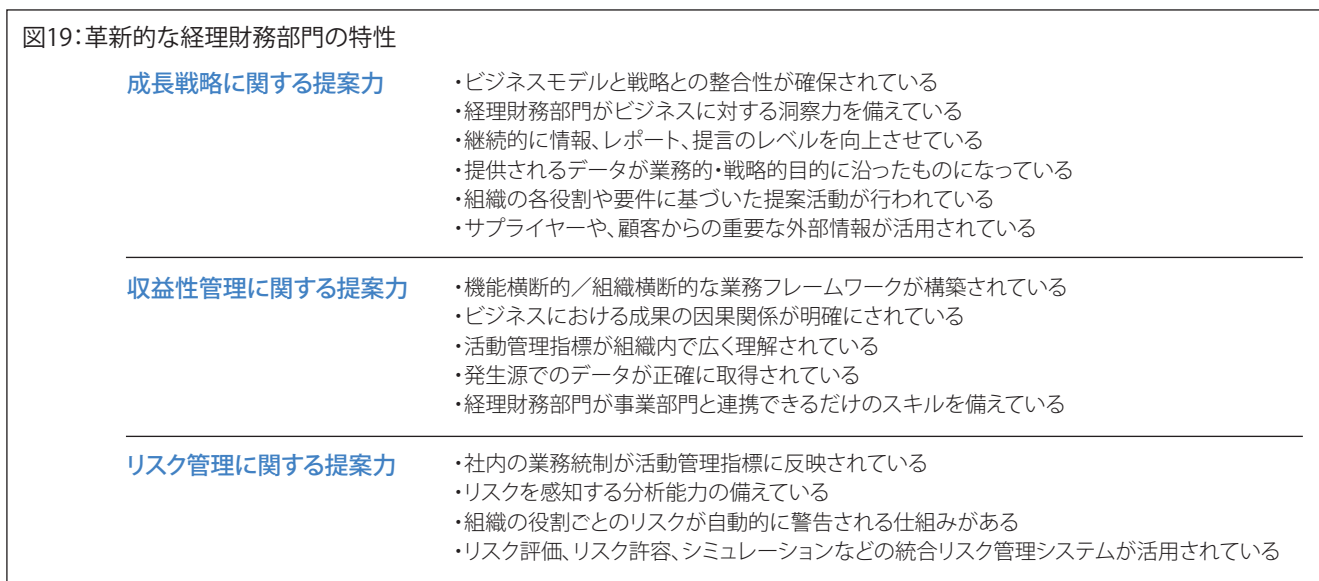 図19：革新的な経理財務部門の特性
成長戦略に関する提案力
・ビジネスモデルと戦略との整合性が確保されている
・経理財務部門がビジネスに対する洞察力を備えている
・継続的に情報、レポート、提言のレベルを向上させている
・提供されるデータが業務的・戦略的目的に沿ったものになっている
・組織の各役割や要件に基づいた提案活動が行われている
・サプライヤーや、顧客からの重要な外部情報が活用されている
収益性管理に関する提案力
・機能横断的／組織横断的な業務フレームワークが構築されている
・ビジネスにおける成果の因果関係が明確にされている
・活動管理指標が組織内で広く理解されている
・発生源でのデータが正確に取得されている
・経理財務部門が事業部門と連携できるだけのスキルを備えている
リスク管理に関する提案力
・社内の業務統制が活動管理指標に反映されている
・リスクを感知する分析能力の備えている
・組織の役割ごとのリスクが自動的に警告される仕組みがある
・リスク評価、リスク許容、シミュレーションなどの統合リスク管理システムが活用されている